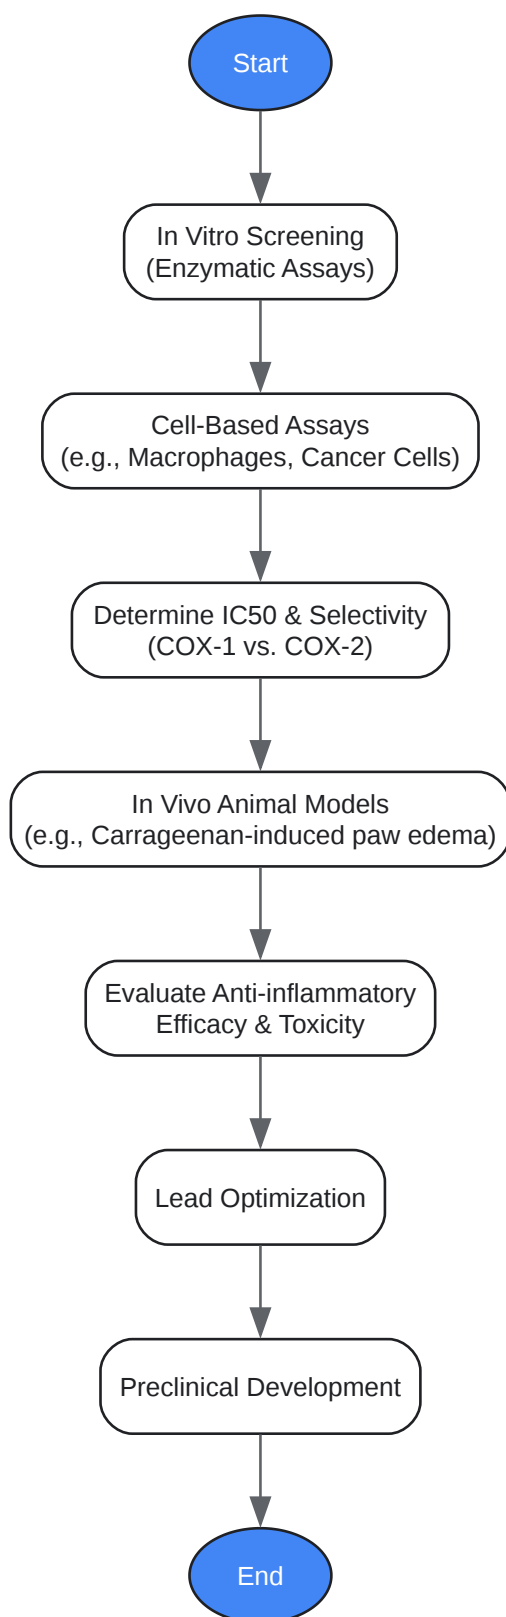 Start
In Vitro Screening
(Enzymatic Assays)
Cell-Based Assays
(e.g., Macrophages, Cancer Cells)
Determine IC50 & Selectivity
(COX-1 vs. COX-2)
In Vivo Animal Models
(e.g., Carrageenan-induced paw edema)
Evaluate Anti-inflammatory
Efficacy & Toxicity
Lead Optimization
Preclinical Development
End